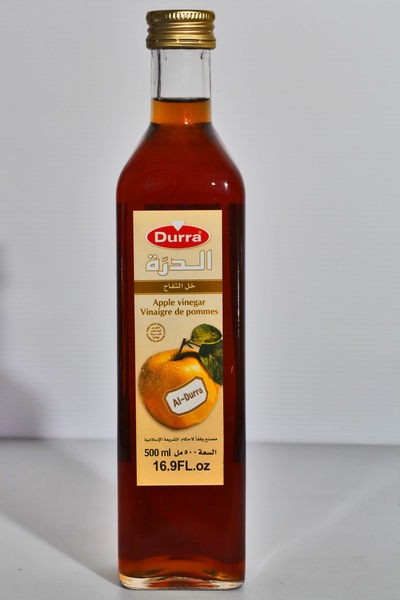 Durra
الدرة
خل التفاح
Apple vinegar
Vinaigre de pommes
Al-Durra
مصنع وفقاً لأحكام الشريعة الإسلامية
500 ml السعة ٥٠٠ مل
16.9FL.oz